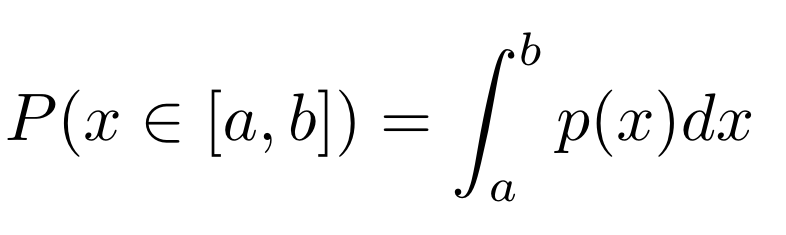 P(x ∈ [a, b]) = ∫_a^b p(x)dx